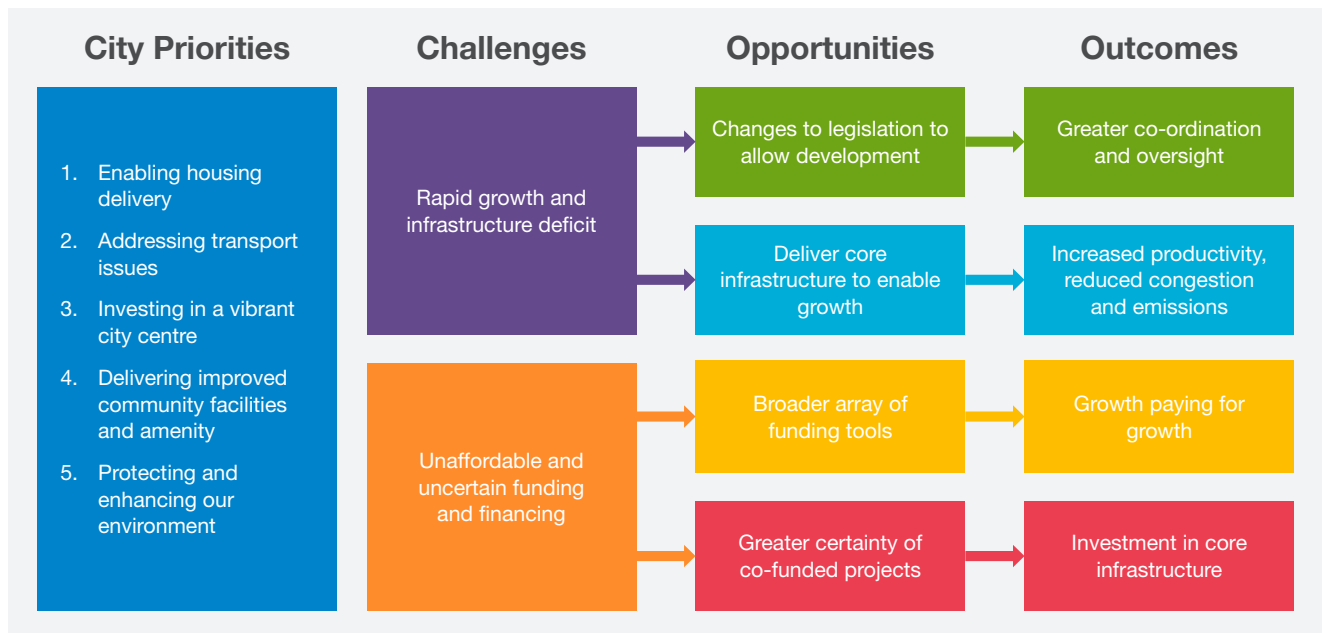 City Priorities
Challenges
Opportunities
Outcomes
1. Enabling housing
delivery
2. Addressing transport
issues
3. Investing in a vibrant
city centre
4. Delivering improved
community facilities
and amenity
5. Protecting and
enhancing our
environment
Rapid growth and
infrastructure deficit
Unaffordable and
uncertain funding
and financing
Changes to legislation to
allow development
Deliver core
infrastructure to enable
growth
Broader array of
funding tools
Greater certainty of
co-funded projects
Greater co-ordination
and oversight
Increased productivity,
reduced congestion
and emissions
Growth paying for
growth
Investment in core
infrastructure